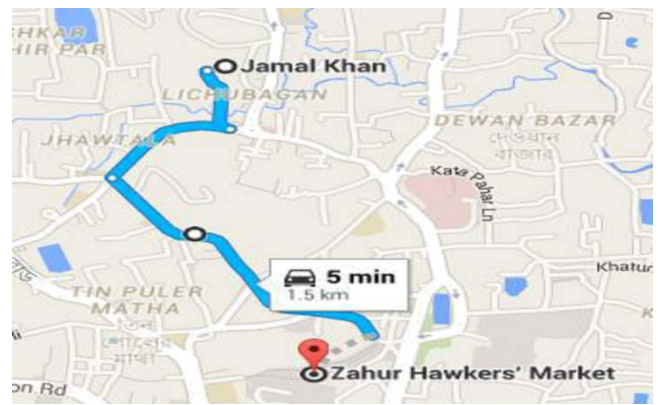 SHKAR
HIR PAR
Jamal Khan
LICHUBAGAN
JHAWTALA
DEWAN BAZAR
দেওয়ান
বাজার
Kata Pahar Ln
5 min
1.5 km
Khatun
TIN PULER
MATHA
Zahur Hawkers' Market
on Rd